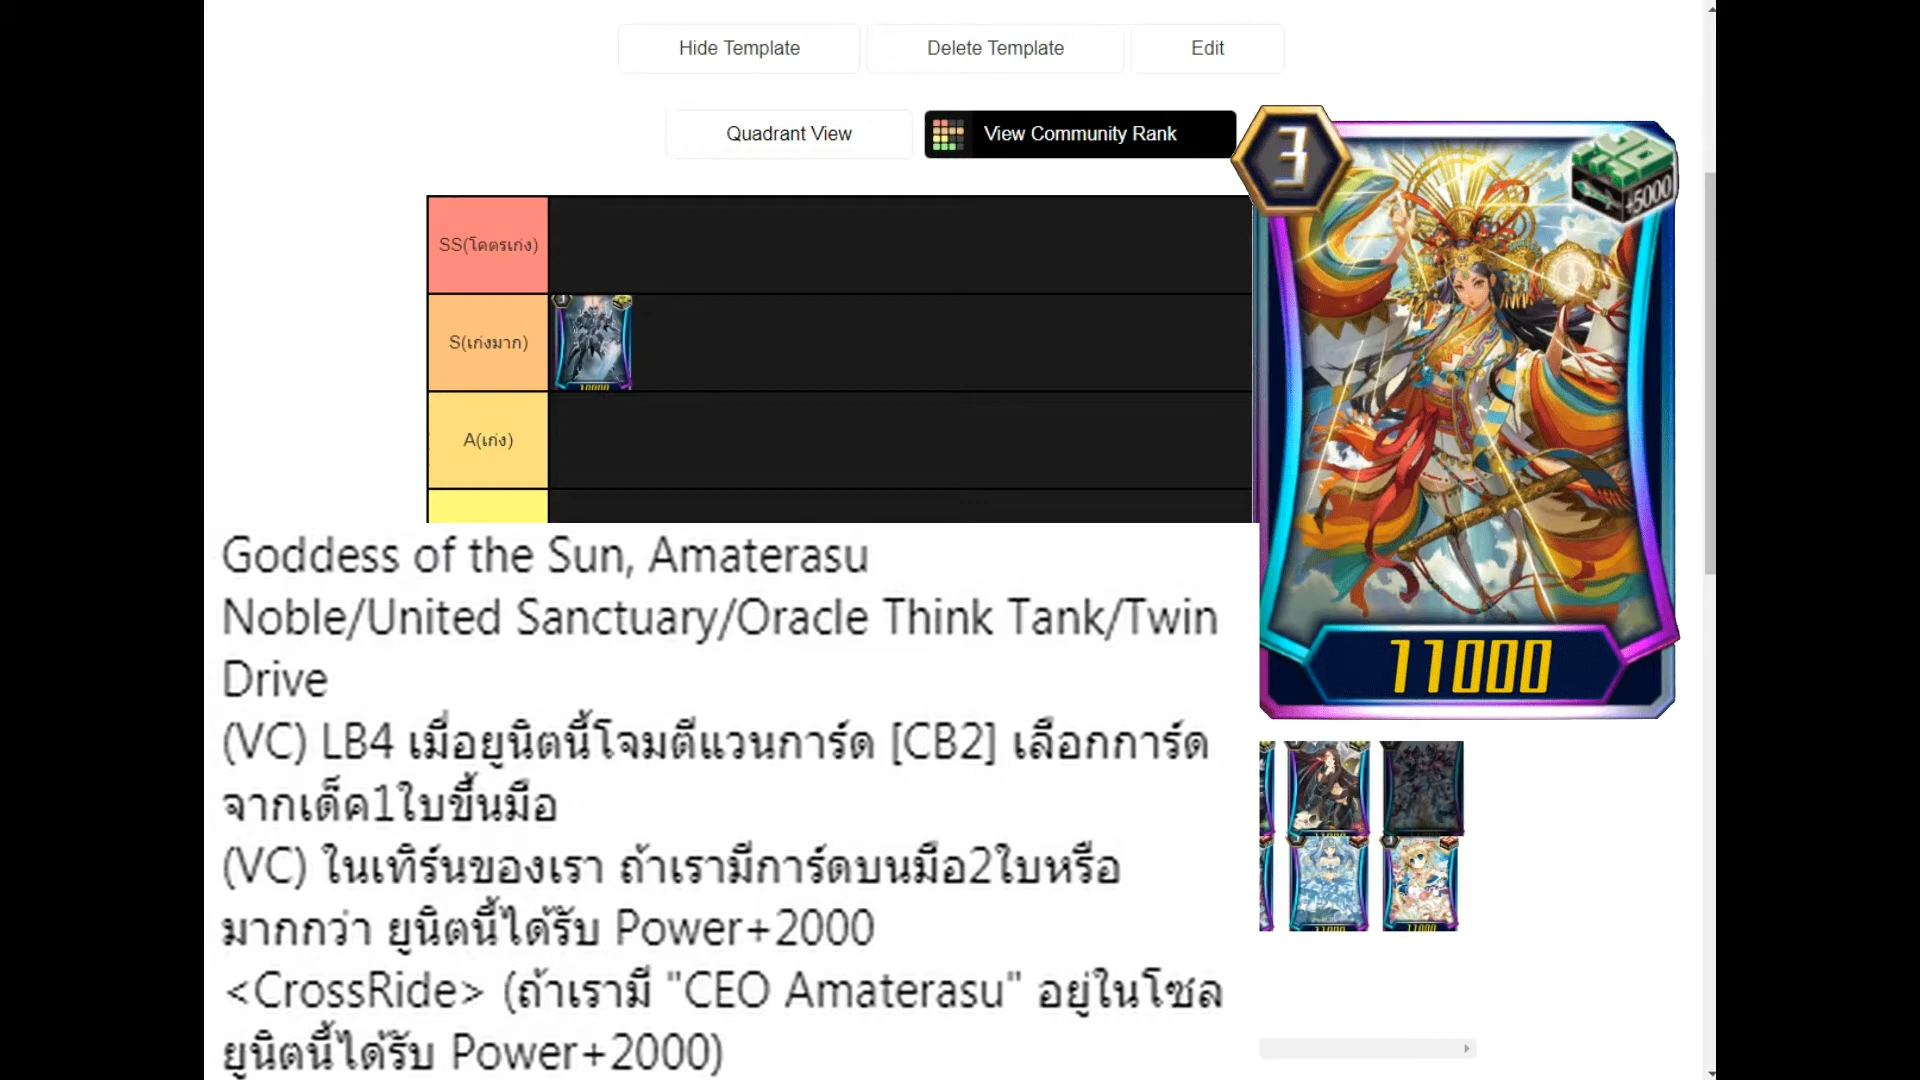 Hide Template
Delete Template
Edit
Quadrant View
View Community Rank
3
+5000
SS(โคตรเก่ง)
S(เก่งมาก)
10000
A(เก่ง)
11000
Goddess of the Sun, Amaterasu
Noble/United Sanctuary/Oracle Think Tank/Twin
Drive
(VC) LB4 เมื่อยูนิตนี้โจมตีแวนการ์ด [CB2] เลือกการ์ด
จากเด็ค1ใบขึ้นมือ
(VC) ในเทิร์นของเรา ถ้าเรามีการ์ดบนมือ2ใบหรือ
มากกว่า ยูนิตนี้ได้รับ Power+2000
<CrossRide> (ถ้าเรามี "CEO Amaterasu" อยู่ในโซล
ยูนิตนี้ได้รับ Power+2000)
11000
11000